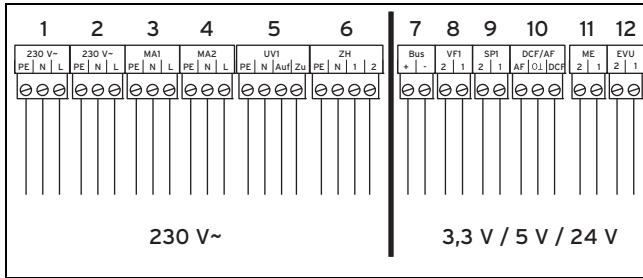 1 2 3 4 5 6 7 8 9 10 11 12
230 V~ 230 V~ MA1 MA2 UV1 ZH Bus VF1 SP1 DCF/AF ME EVU
PE N L PE N L PE N L PE N L PE N Auf Zu PE N 1 2 + - 2 1 2 1 AF O⊥ DCF 2 1 2 1
230 V~ 3,3 V / 5 V / 24 V